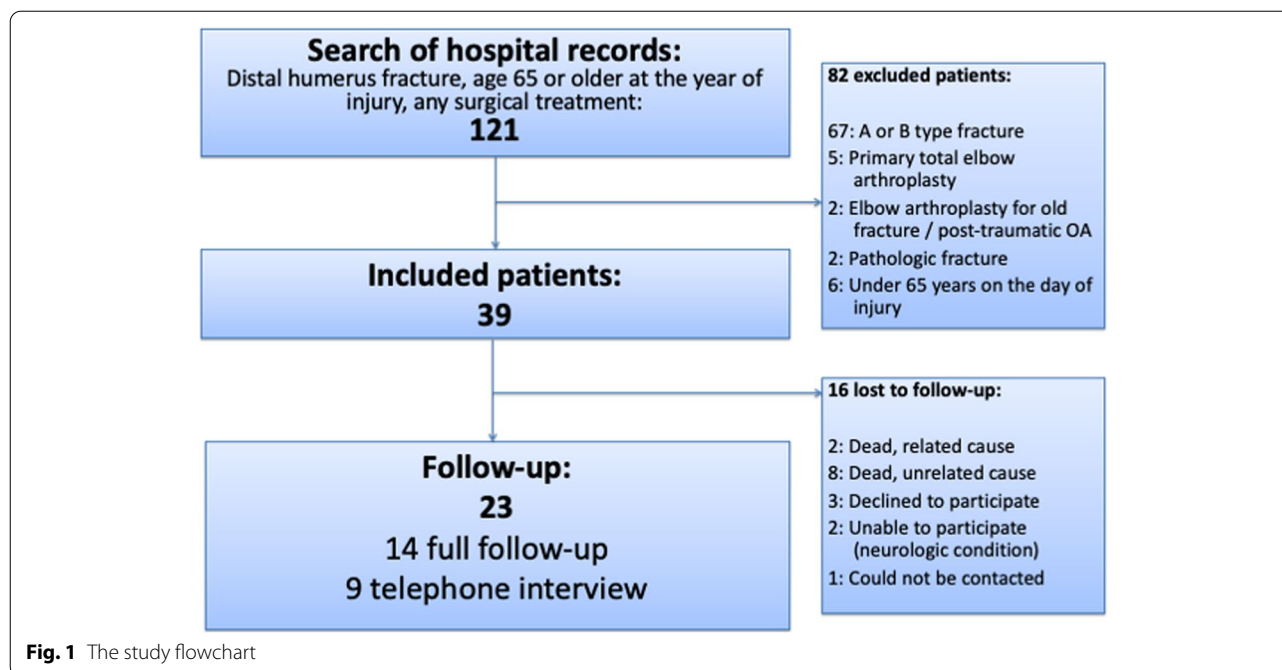 Search of hospital records:
Distal humerus fracture, age 65 or older at the year of
injury, any surgical treatment:
121
82 excluded patients:
67: A or B type fracture
5: Primary total elbow
arthroplasty
2: Elbow arthroplasty for old
fracture / post-traumatic OA
2: Pathologic fracture
6: Under 65 years on the day of
injury
Included patients:
39
16 lost to follow-up:
2: Dead, related cause
8: Dead, unrelated cause
3: Declined to participate
2: Unable to participate
(neurologic condition)
1: Could not be contacted
Follow-up:
23
14 full follow-up
9 telephone interview
Fig. 1 The study flowchart